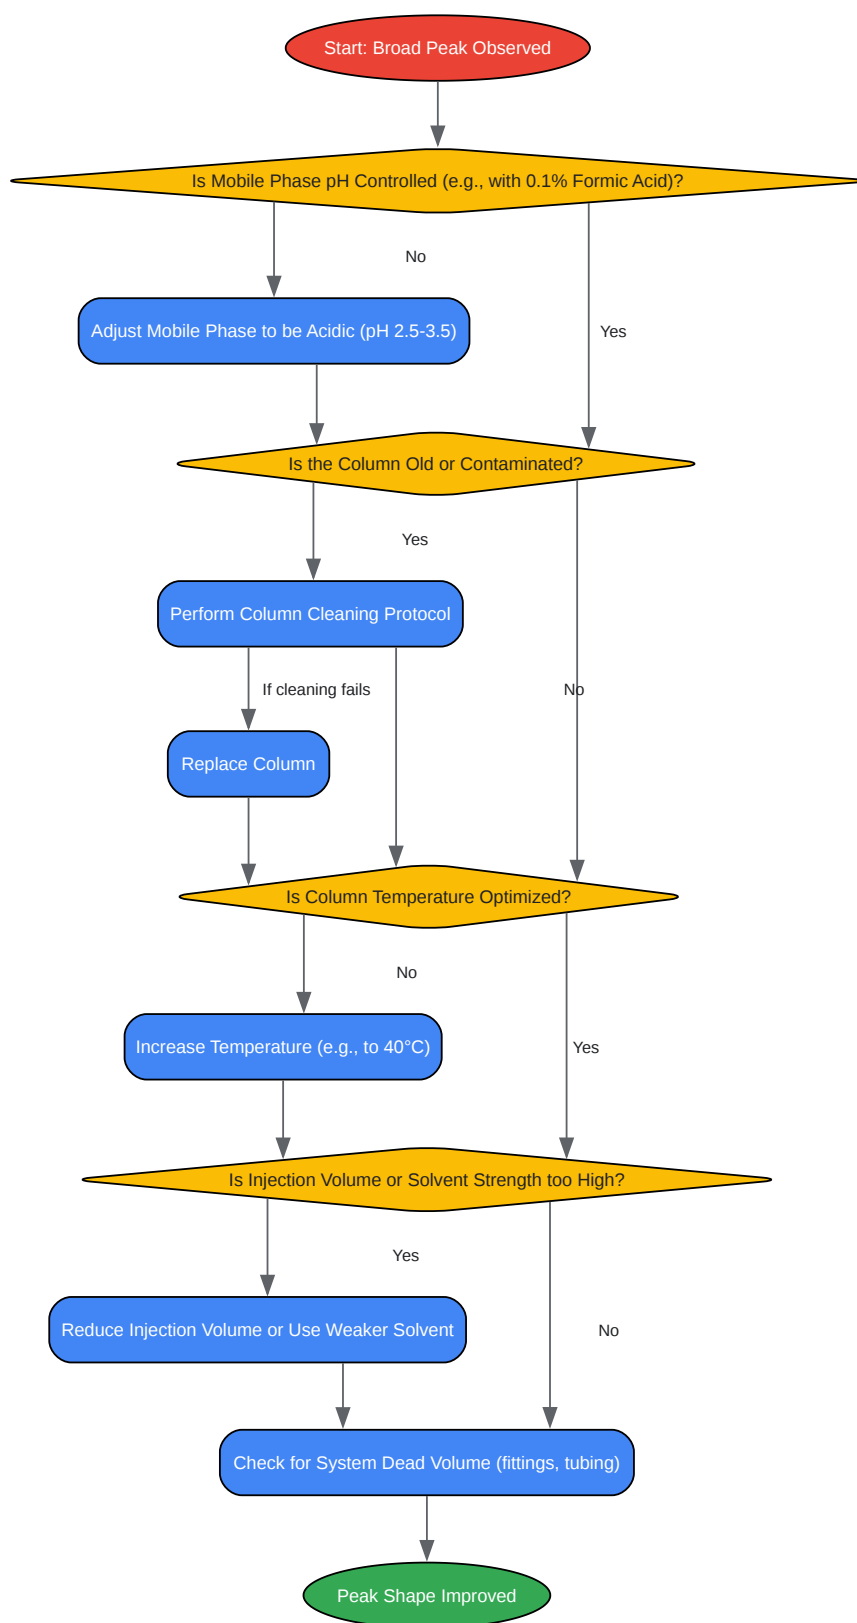 Start: Broad Peak Observed
Is Mobile Phase pH Controlled (e.g., with 0.1% Formic Acid)?
No
Adjust Mobile Phase to be Acidic (pH 2.5-3.5)
Yes
Is the Column Old or Contaminated?
Yes
Perform Column Cleaning Protocol
If cleaning fails
No
Replace Column
Is Column Temperature Optimized?
No
Increase Temperature (e.g., to 40°C)
Yes
Is Injection Volume or Solvent Strength too High?
Yes
Reduce Injection Volume or Use Weaker Solvent
No
Check for System Dead Volume (fittings, tubing)
Peak Shape Improved